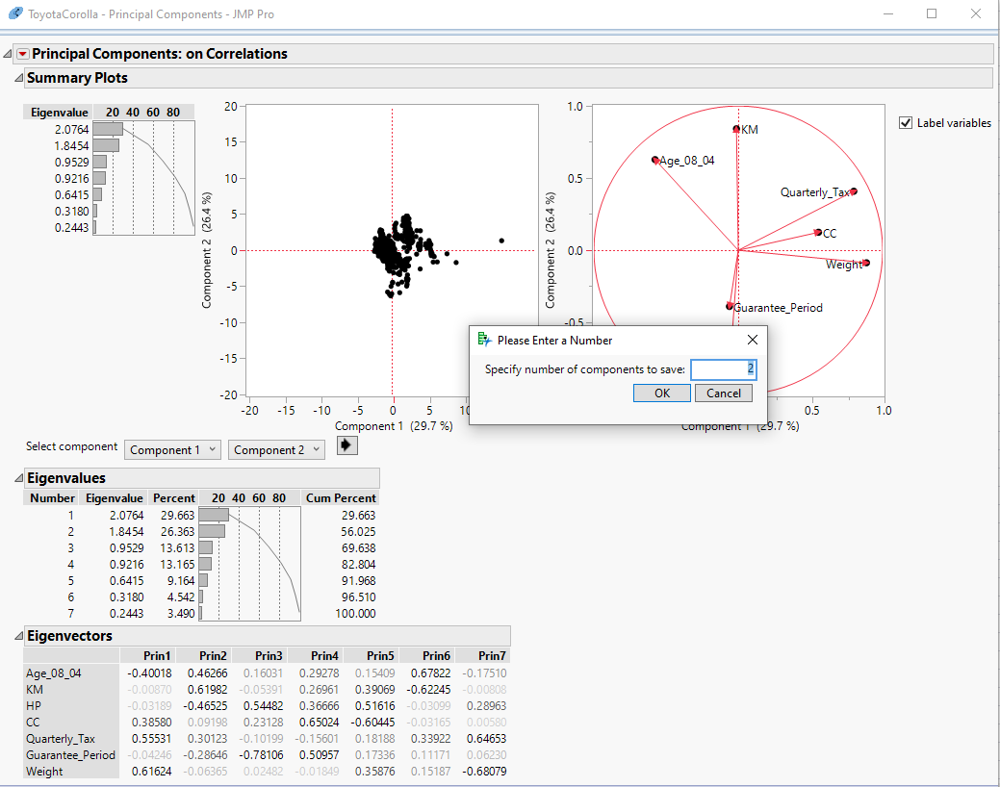 ToyotaCorolla - Principal Components - JMP Pro
Principal Components: on Correlations
Summary Plots
Eigenvalue 20 40 60 80
2.0764
1.8454
0.9529
0.9216
0.6415
0.3180
0.2443
20
15
10
5
0
-5
-10
-15
-20
Component 2 (26.4 %)
-20 -15 -10 -5 0 5 10
Component 1 (29.7 %)
1.0
0.5
0.0
-0.5
Component 2 (26.4 %)
KM
Age_08_04
Quarterly_Tax
CC
Weight
Guarantee_Period
0.5 1.0
Component 1 (29.7 %)
Label variables
Please Enter a Number
Specify number of components to save: 2
OK Cancel
Select component Component 1 Component 2
Eigenvalues
Number Eigenvalue Percent 20 40 60 80 Cum Percent
1 2.0764 29.663 29.663
2 1.8454 26.363 56.025
3 0.9529 13.613 69.638
4 0.9216 13.165 82.804
5 0.6415 9.164 91.968
6 0.3180 4.542 96.510
7 0.2443 3.490 100.000
Eigenvectors
Prin1 Prin2 Prin3 Prin4 Prin5 Prin6 Prin7
Age_08_04 -0.40018 0.46266 0.16031 0.29278 0.15409 0.67822 -0.17510
KM -0.00870 0.61982 -0.05391 0.26961 0.39069 -0.62245 -0.00808
HP -0.03189 -0.46525 0.54482 0.36666 0.51616 -0.03099 0.28963
CC 0.38580 0.09198 0.23128 0.65024 -0.60445 -0.03165 0.00580
Quarterly_Tax 0.55531 0.30123 -0.10199 -0.15601 0.18188 0.33922 0.64653
Guarantee_Period -0.04246 -0.28646 -0.78106 0.50957 0.17336 0.11171 0.06230
Weight 0.61624 -0.06365 0.02482 -0.01849 0.35876 0.15187 -0.68079